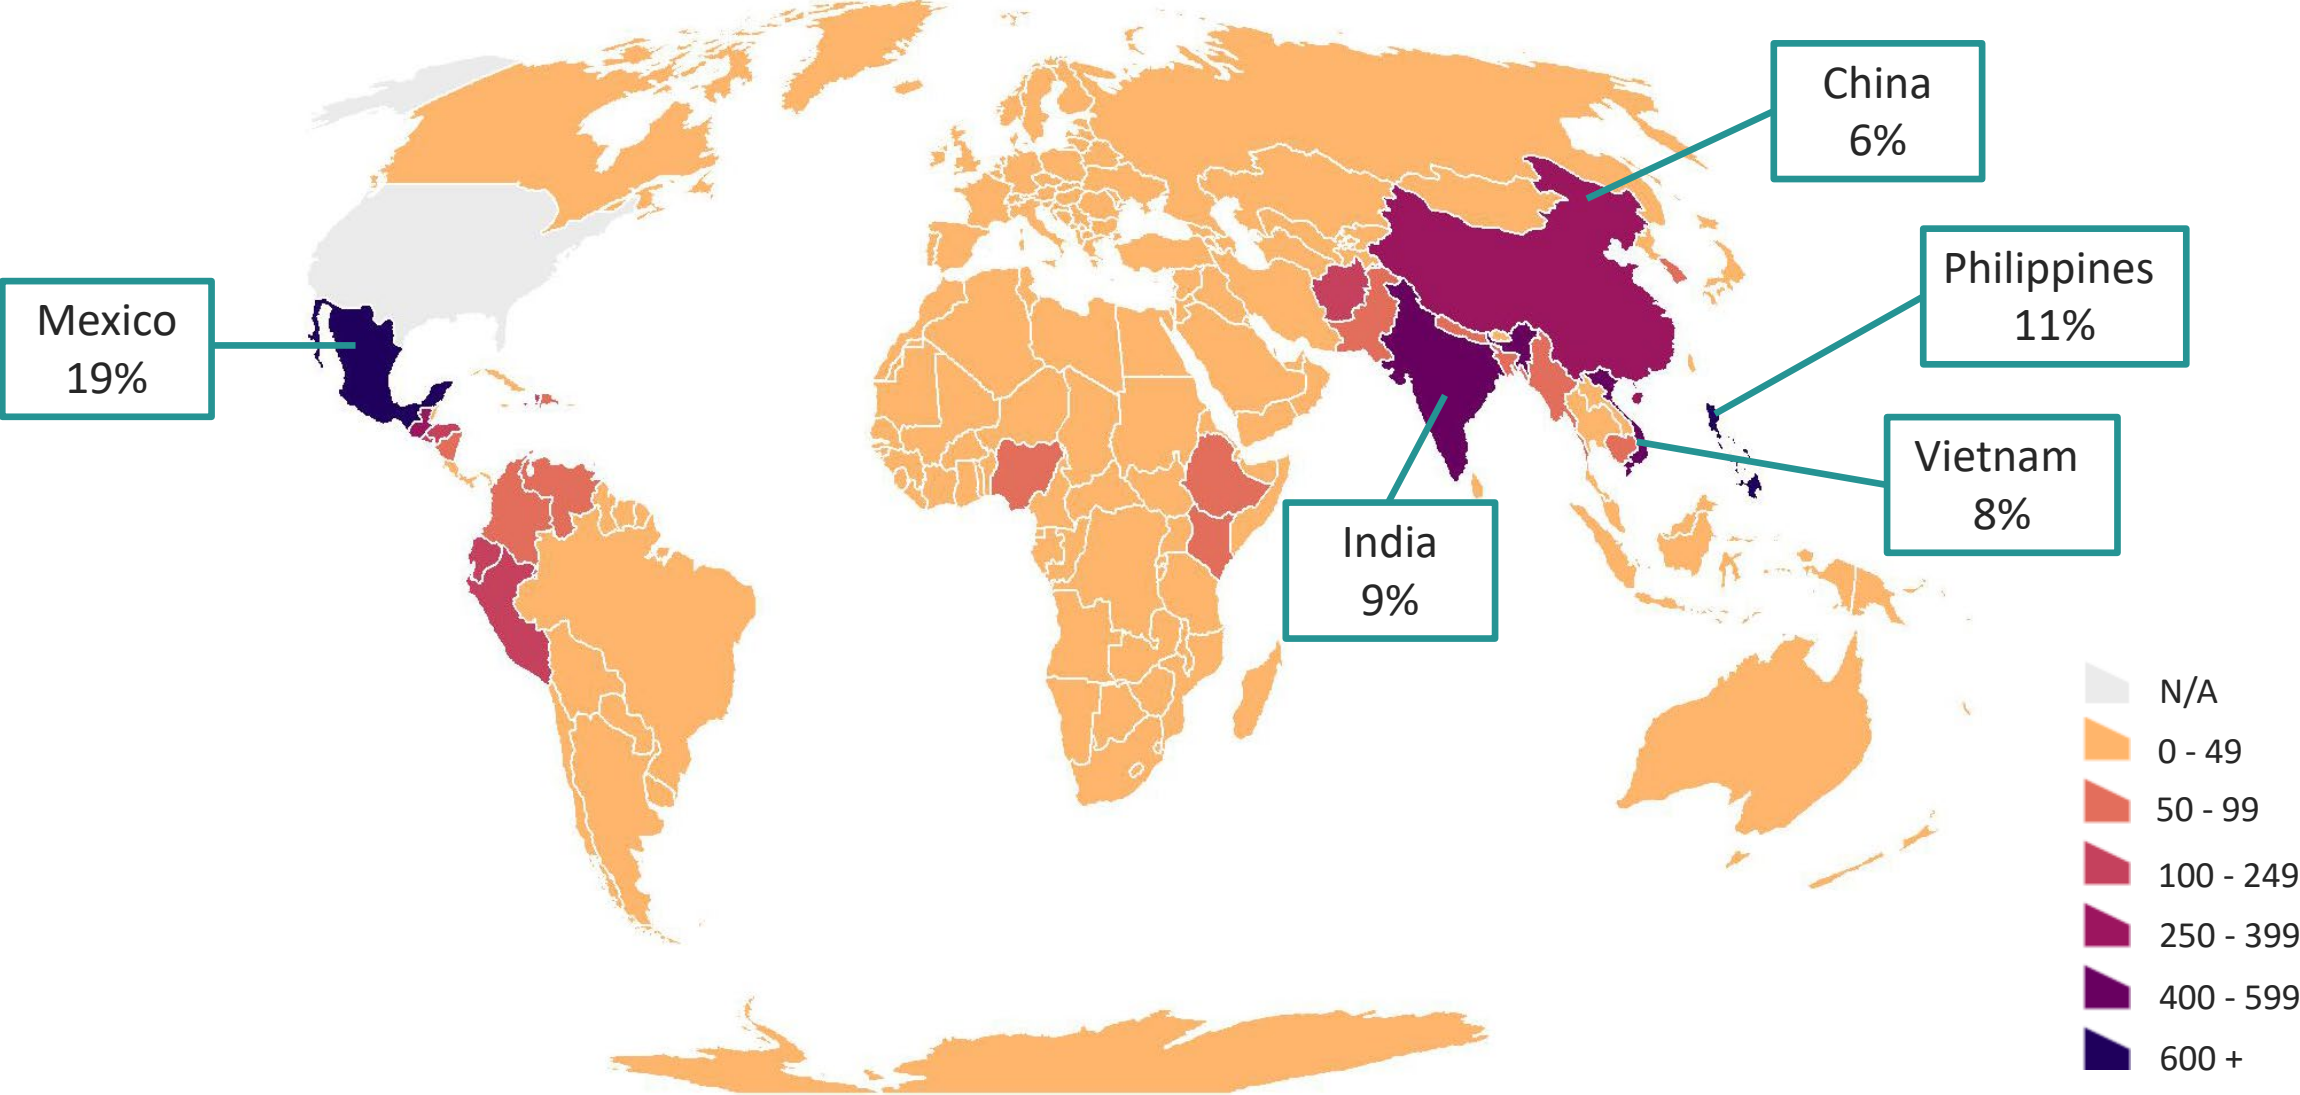 China
6%
Philippines
11%
Mexico
19%
Vietnam
8%
India
9%
N/A
0 - 49
50 - 99
100 - 249
250 - 399
400 - 599
600 +